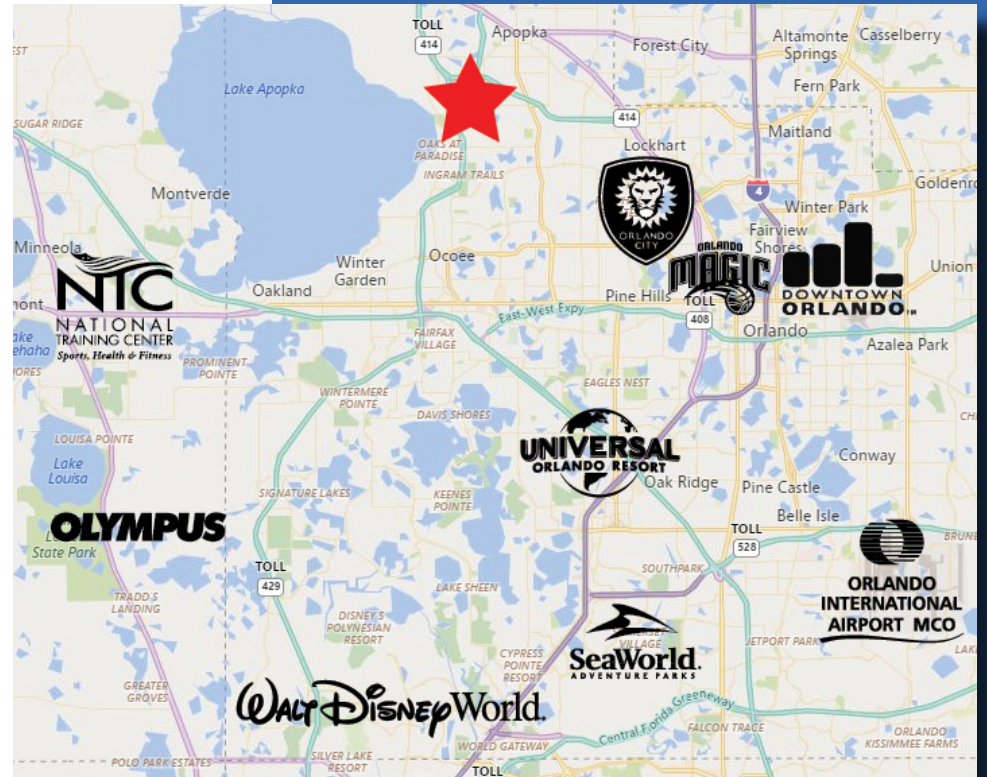 TOLL
414
Apopka
Forest City
Altamonte
Springs
Casselberry
Fern Park
Lake Apopka
SUGAR RIDGE
414
Maitland
OAKS AT
PARADISE
Lockhart
INGRAM TRAILS
4
Montverde
Winter Park
ORLANDO
CITY
Fairview
Shores
Minneola
NTC
NATIONAL
TRAINING CENTER
Sports, Health & Fitness
Winter
Garden
Ocoee
ORLANDO
MAGIC
DOWNTOWN
ORLANDO
Union
Oakland
Pine Hills
TOLL
408
East-West Expy
Orlando
Azalea Park
FAIRFAX
VILLAGE
PROMINENT
POINTE
WINTERMERE
POINTE
EAGLES NEST
DAVIS SHORES
LOUISA POINTE
Lake
Louisa
UNIVERSAL
ORLANDO RESORT
Conway
Oak Ridge
Pine Castle
SIGNATURE LAKES
KEENES
POINTE
Belle Isle
OLYMPUS
State Park
TOLL
528
TOLL
429
SOUTHPARK
LAKE SHEEN
ORLANDO
INTERNATIONAL
AIRPORT MCO
TRADD S
LANDING
DISNEY S
POLYNESIAN
RESORT
JETPORT PARK
VILLAGE
SeaWorld
ADVENTURE PARKS
CYPRESS
POINTE
RESORT
GREATER
GROVES
WALT DISNEY World
Central Florida Greeneway
FALCON TRACE
ORLANDO
KISSIMMEE FARMS
WORLD GATEWAY
POLO PARK ESTATES
SILVER LAKE
RESORT
TOLL